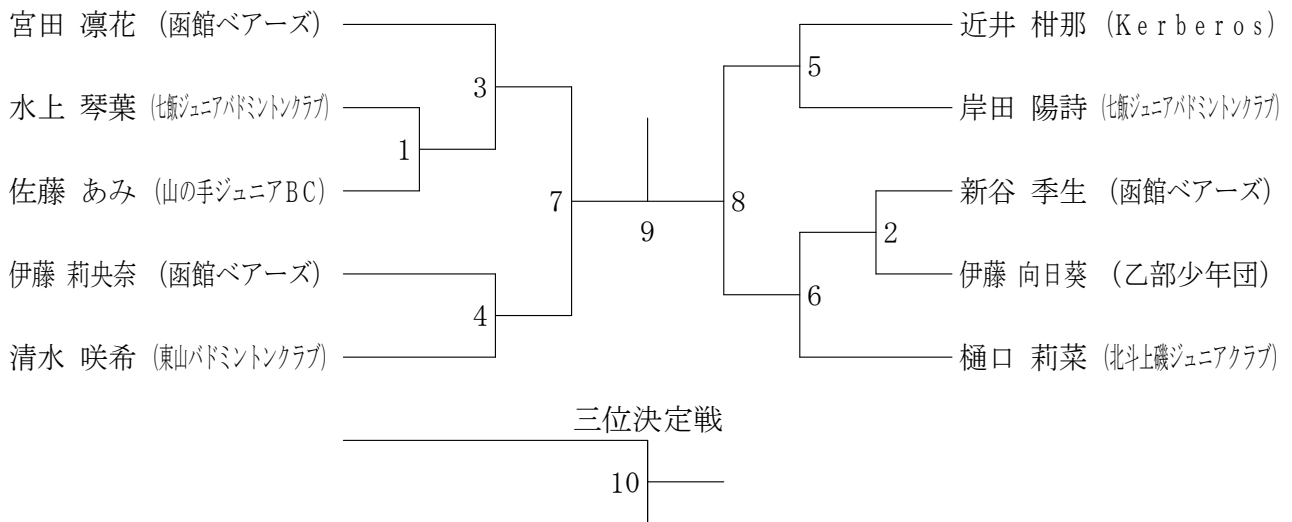 宮田 凛花 (函館ベアーズ)
水上 琴葉 (七飯ジュニアバドミントンクラブ)
佐藤 あみ (山の手ジュニアBC)
伊藤 莉央奈 (函館ベアーズ)
清水 咲希 (東山バドミントンクラブ)
3
1
7
4
9
近井 柑那 (Kerberos)
岸田 陽詩 (七飯ジュニアバドミントンクラブ)
新谷 季生 (函館ベアーズ)
伊藤 向日葵 (乙部少年団)
樋口 莉菜 (北斗上磯ジュニアクラブ)
5
8
2
6
三位決定戦
10